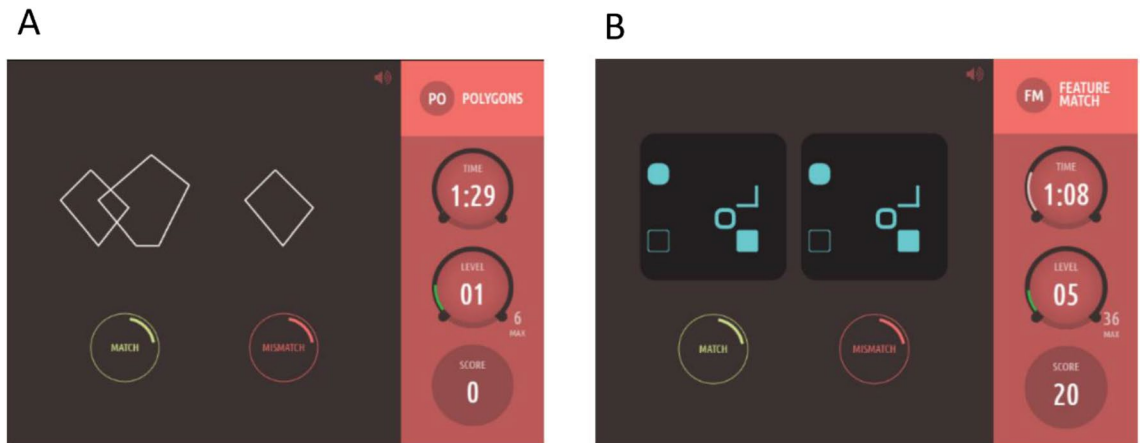 A
PO POLYGONS
TIME
1:29
LEVEL
01
6
MAX
SCORE
0
MATCH
MISMATCH
B
FM FEATURE
MATCH
TIME
1:08
LEVEL
05
36
MAX
SCORE
20
MATCH
MISMATCH